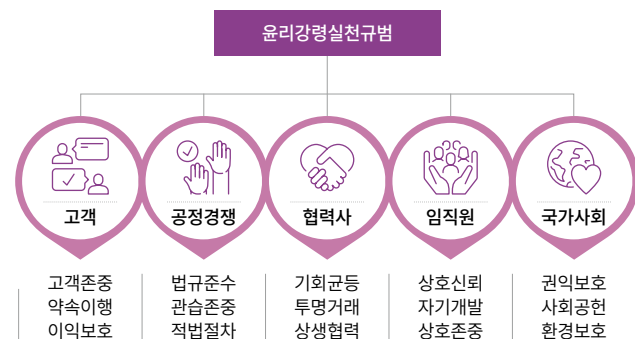 윤리강령실천규범
고객
공정경쟁
협력사
임직원
국가사회
고객존중
약속이행
이익보호
법규준수
관습존중
적법절차
기회균등
투명거래
상생협력
상호신뢰
자기개발
상호존중
권익보호
사회공헌
환경보호